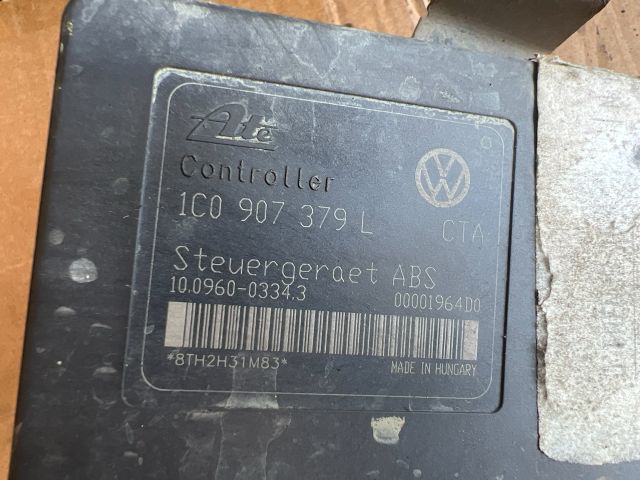 Ate
Controller
1C0 907 379 L CTA
Steuergeraet ABS
10.0960-0334.3 00001964D0
*8TH2H31M83* MADE IN HUNGARY